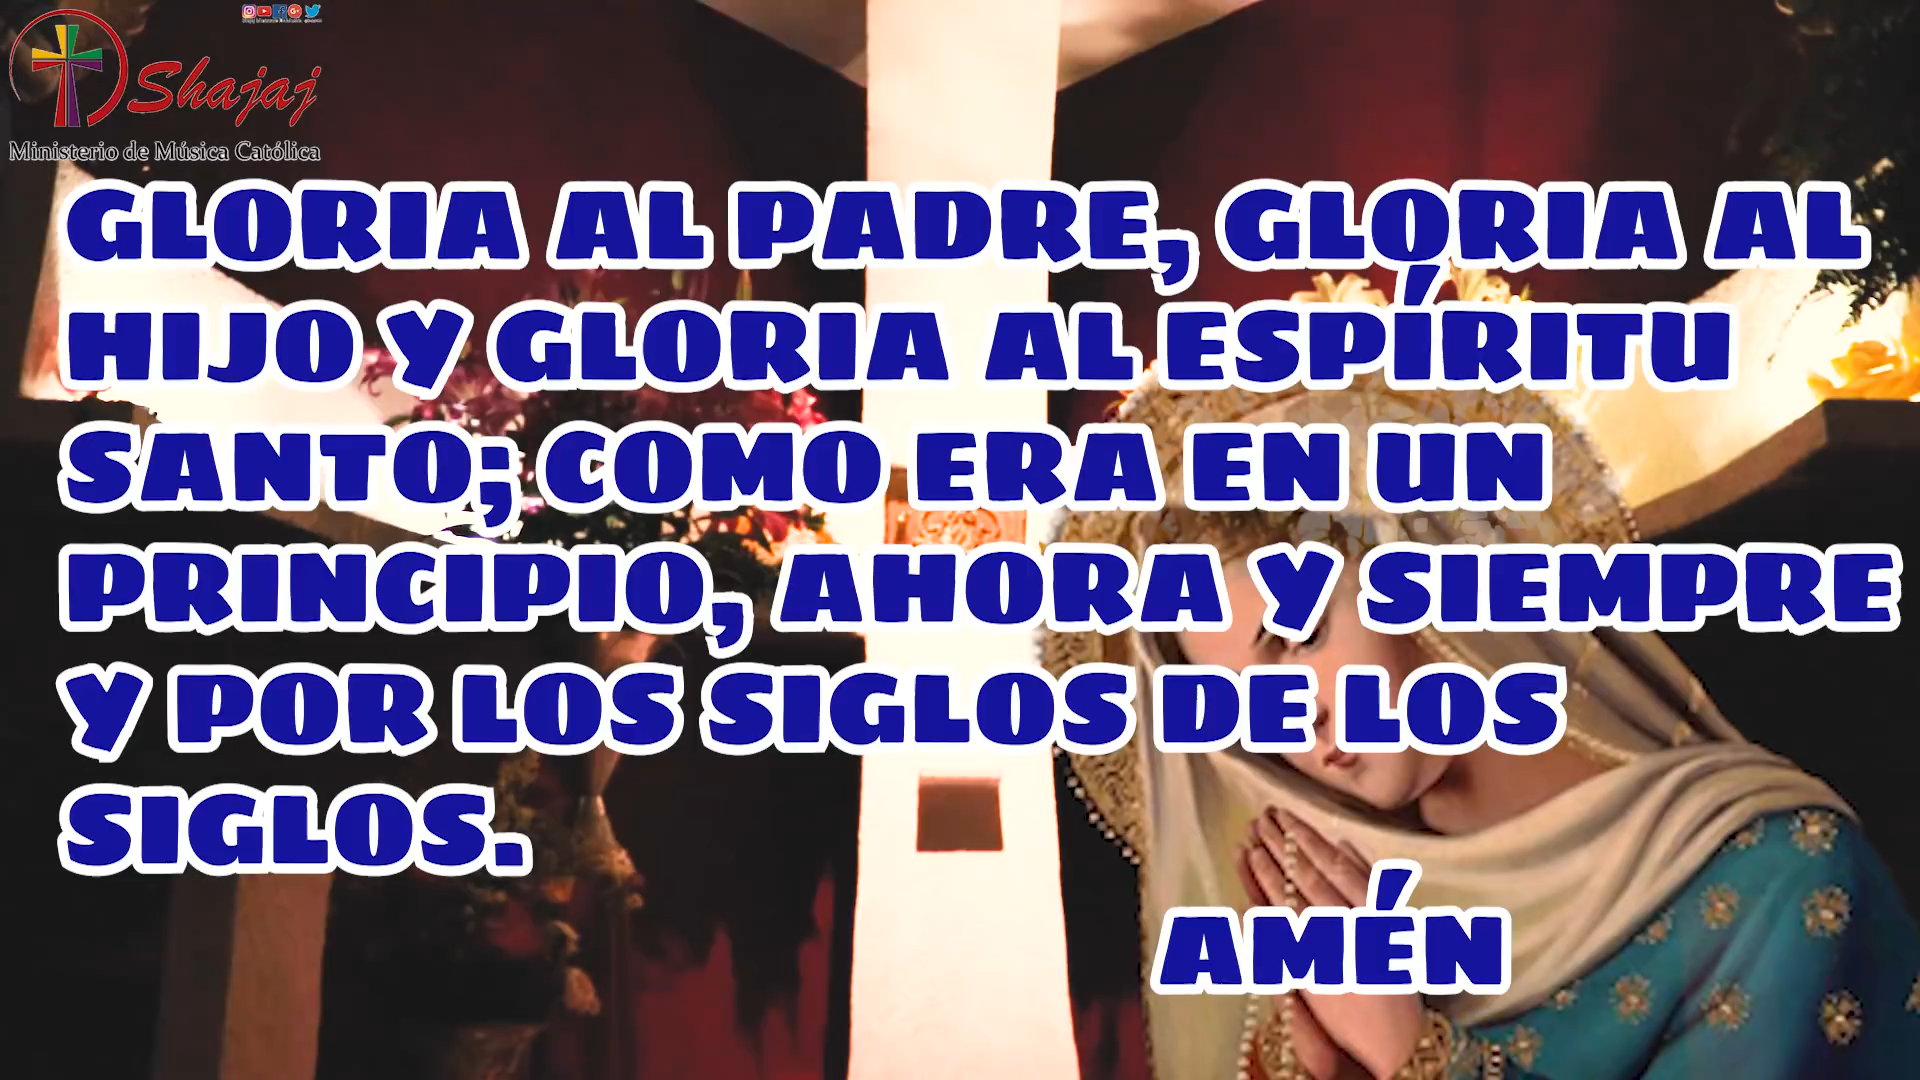 Shajaj
Ministerio de Música Católica
GLORIA AL PADRE, GLORIA AL
HIJO Y GLORIA AL ESPÍRITU
SANTO; COMO ERA EN UN
PRINCIPIO, AHORA Y SIEMPRE
Y POR LOS SIGLOS DE LOS
SIGLOS.
AMÉN